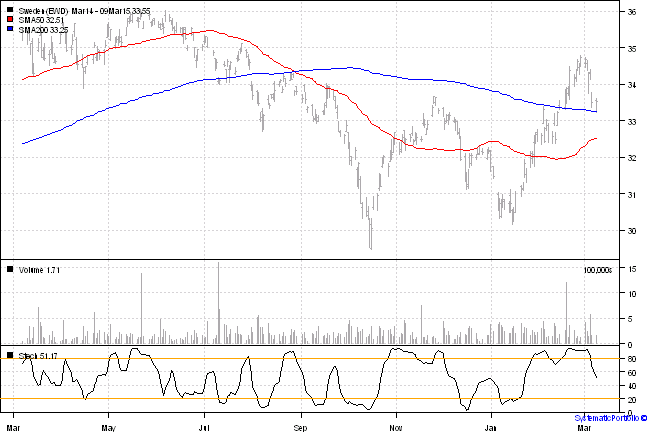 Sweden (EWD) Mar14 - 09Mar15 33.55
SMA50 32.51
SMA200 33.25
36
35
34
33
32
31
30
Volume 1.71
100,000s
15
10
5
0
Stoch 51.17
80
60
40
20
0
Mar May Jul Sep Nov Jan Mar
SystematicPortfolio ©